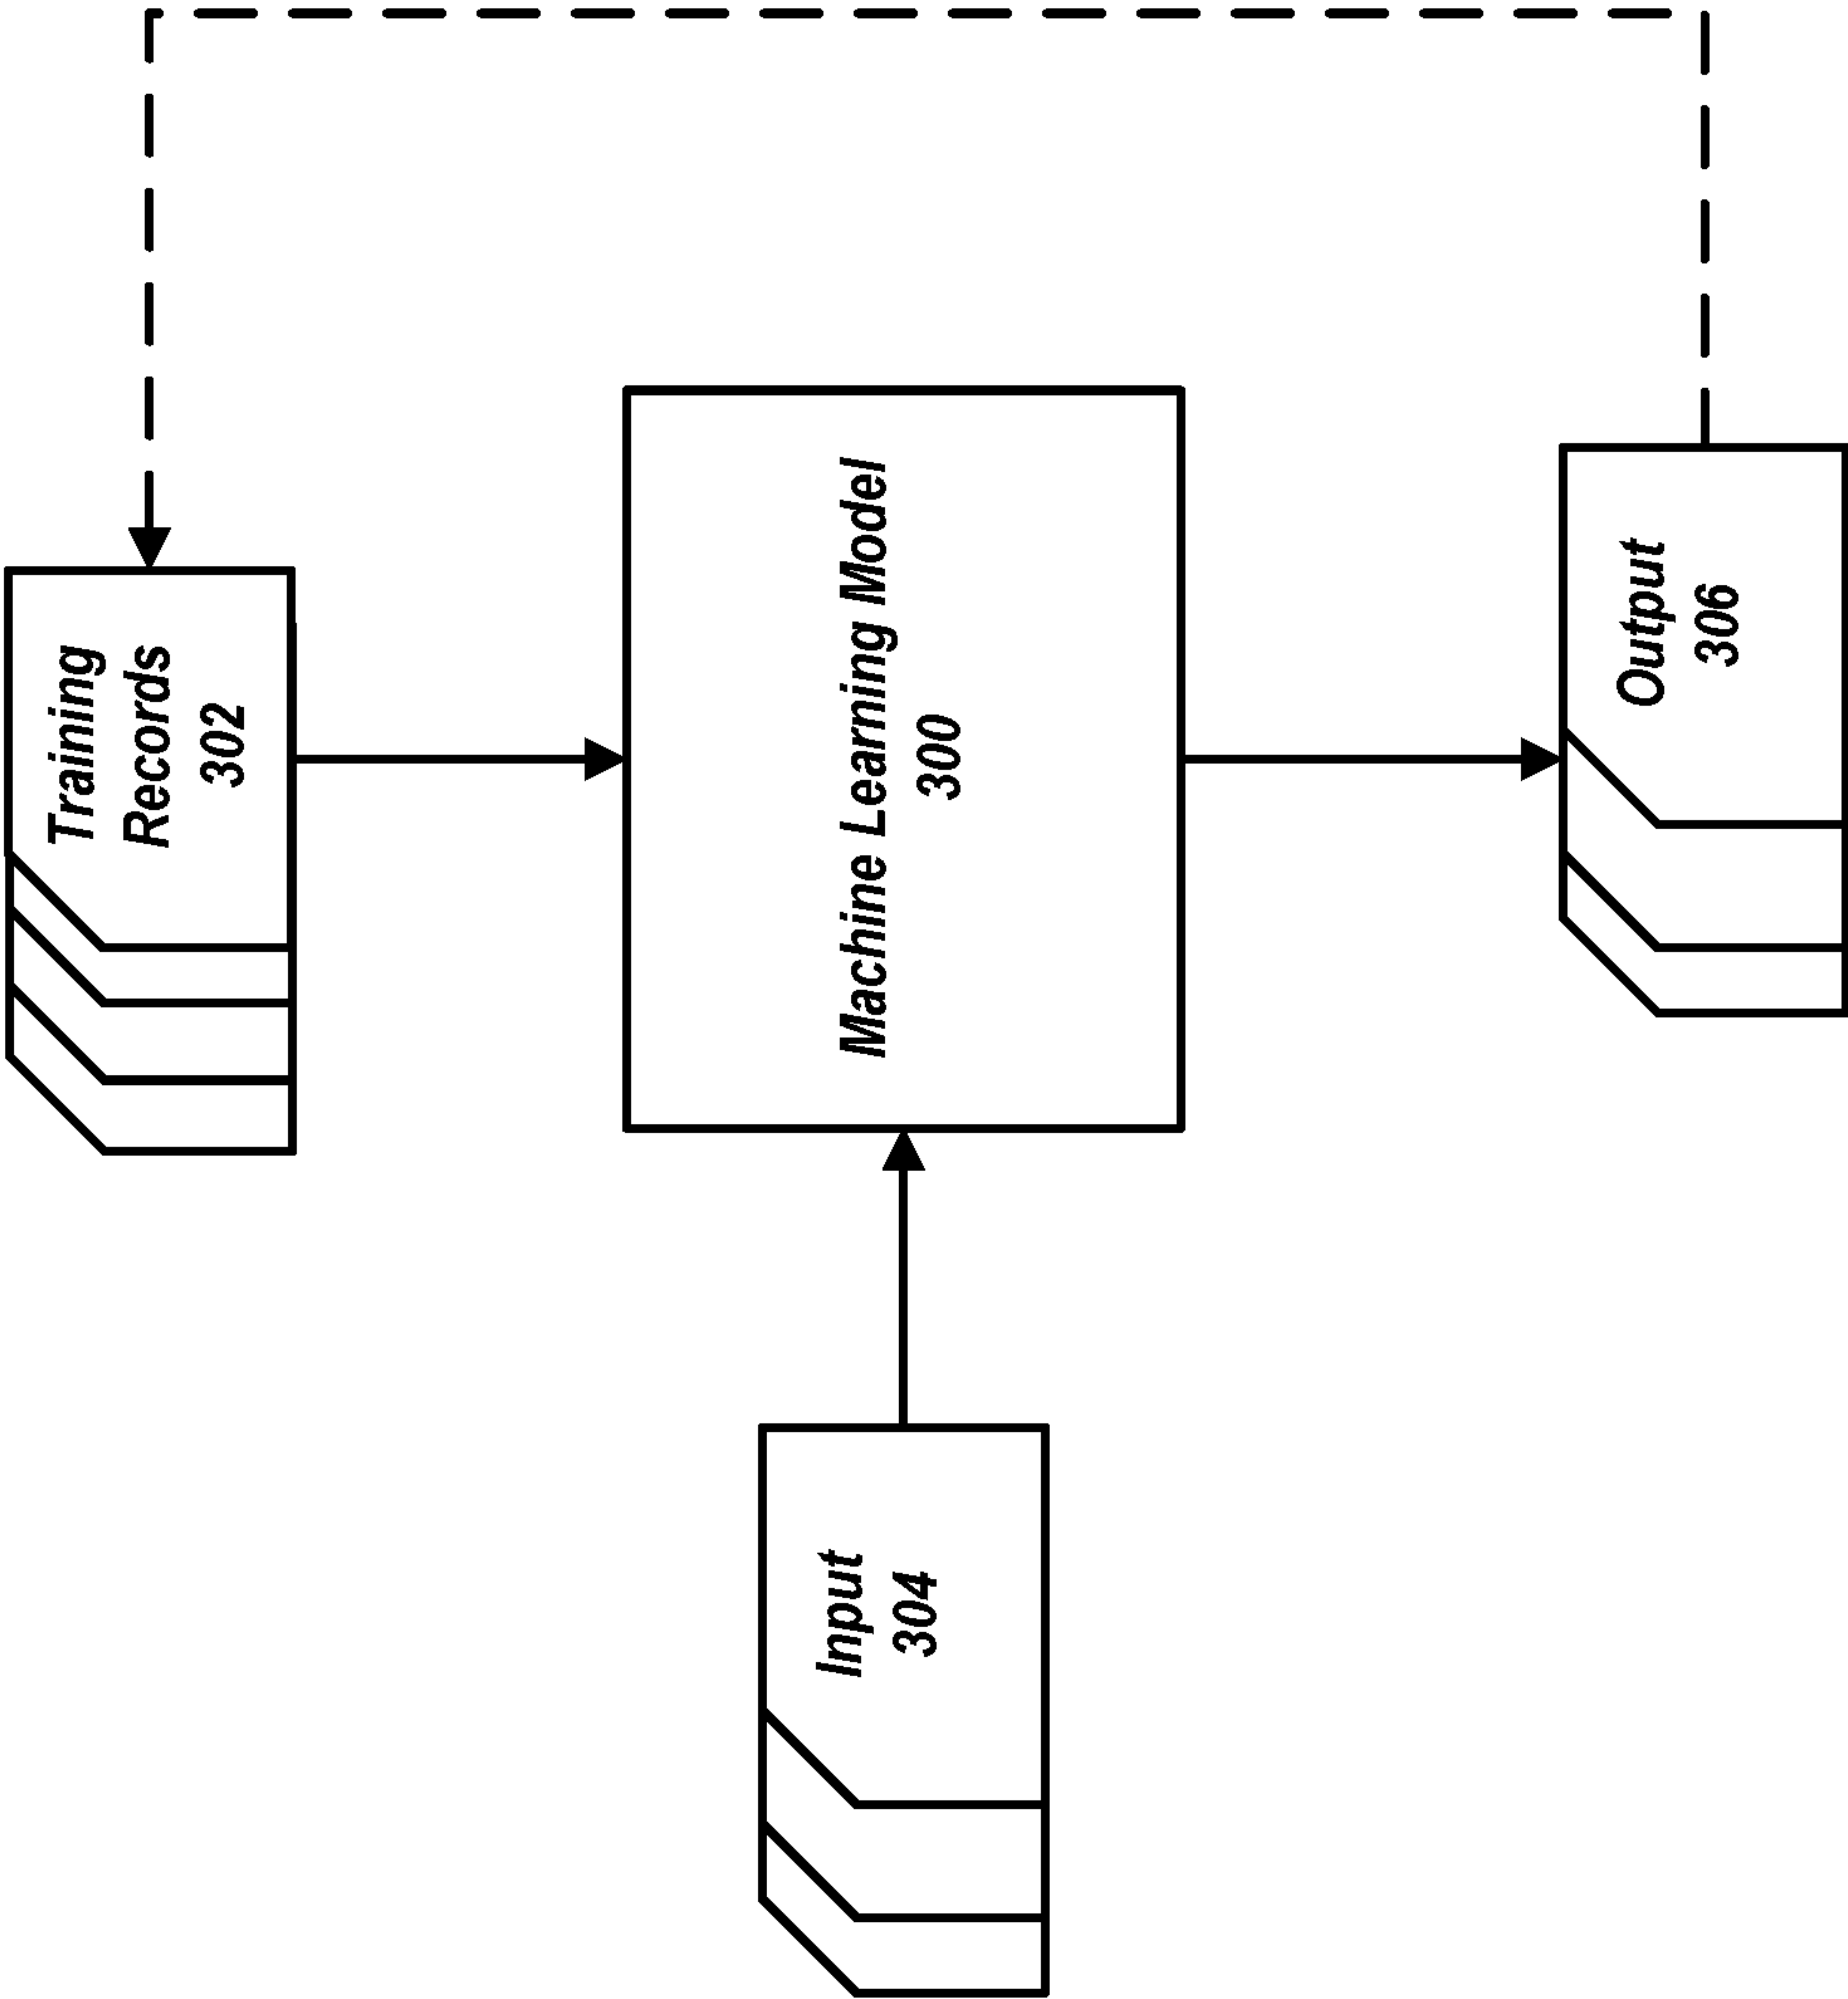 Training
Records
302
Machine Learning Model
300
Output
306
Input
304